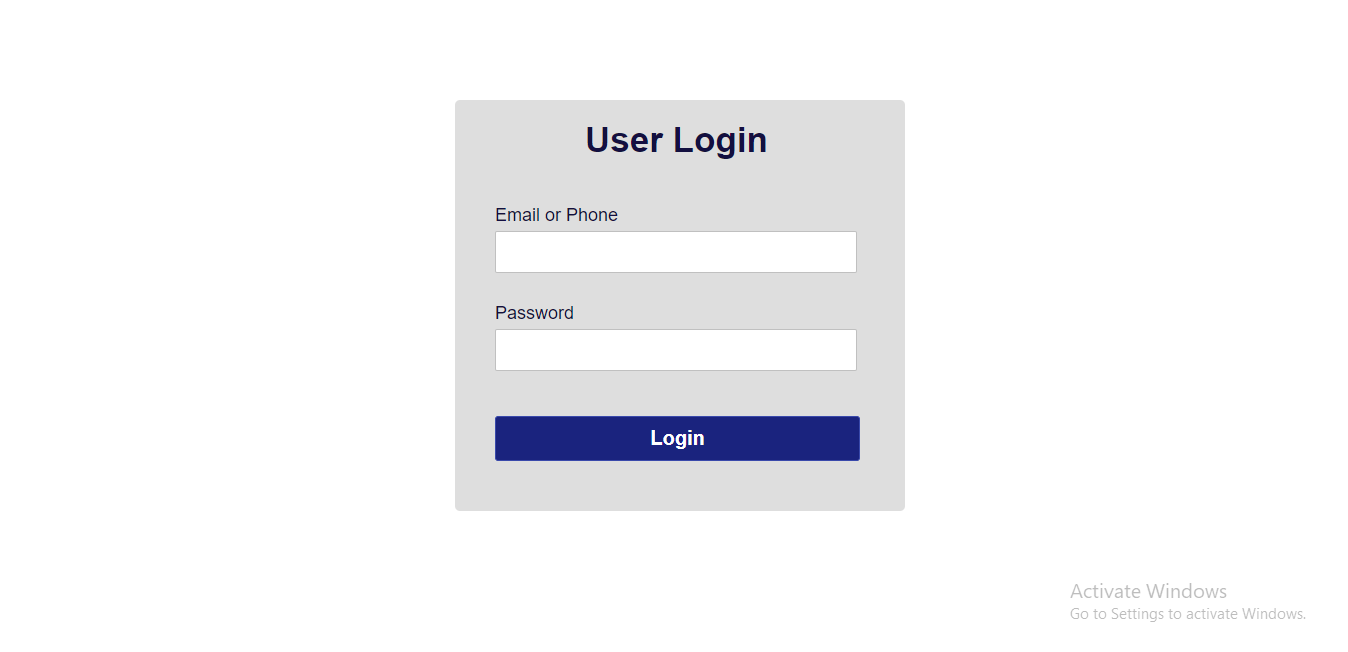 User Login
Email or Phone
Password
Login
Activate Windows
Go to Settings to activate Windows.